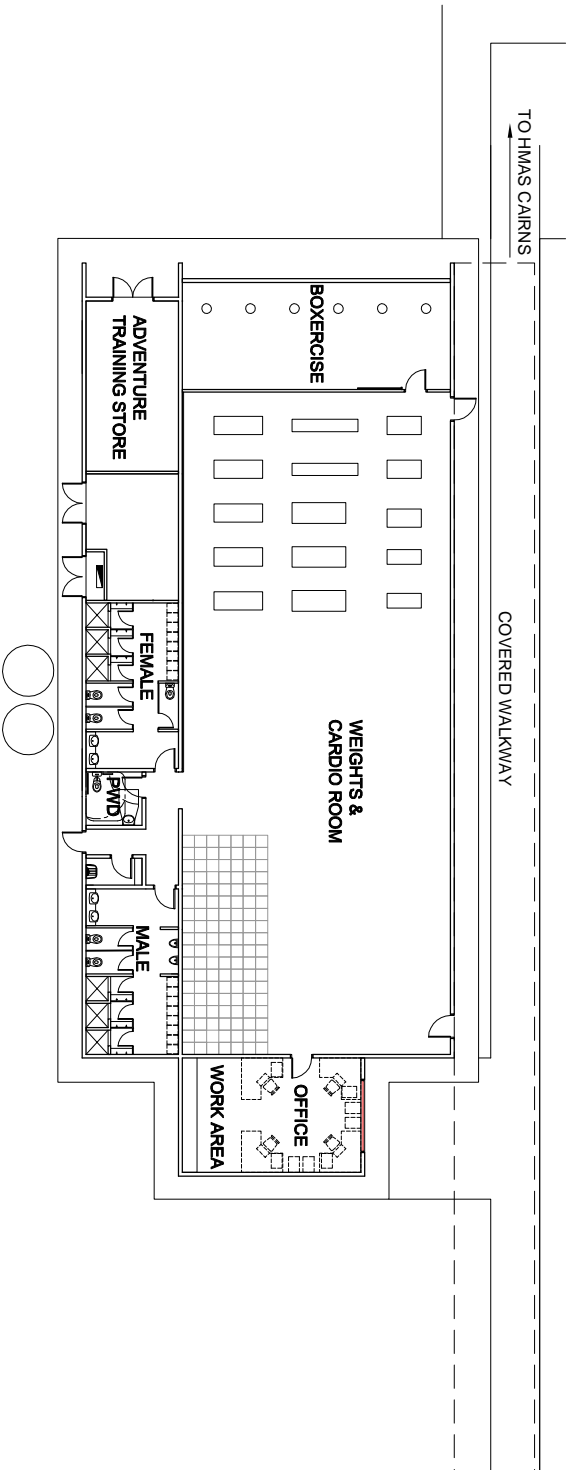 TO HMAS CAIRNS
COVERED WALKWAY
BOXERCISE
ADVENTURE
TRAINING STORE
WEIGHTS &
CARDIO ROOM
FEMALE
PWD
MALE
OFFICE
WORK AREA